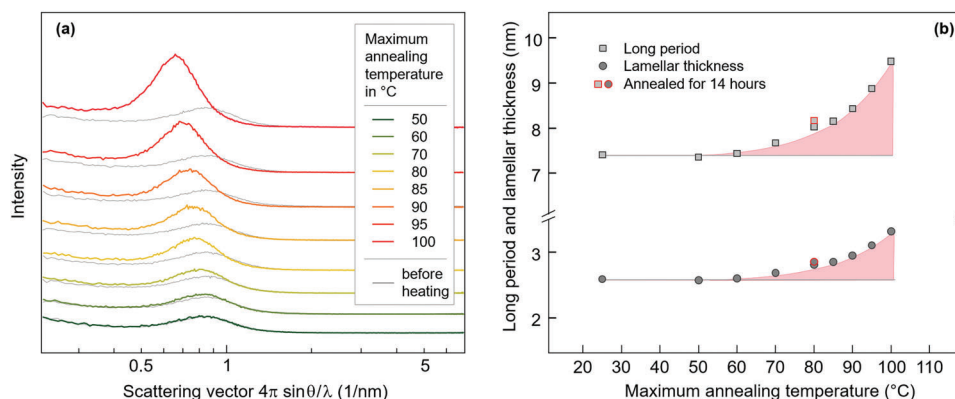 (a)
Maximum
annealing
temperature
in °C
50
60
70
80
85
90
95
100
before
heating
Intensity
0.5
1
5
Scattering vector 4π sinθ/λ (1/nm)
(b)
Long period
Lamellar thickness
Annealed for 14 hours
Long period and lamellar thickness (nm)
10
9
8
7
3
2
20 30 40 50 60 70 80 90 100 110
Maximum annealing temperature (°C)